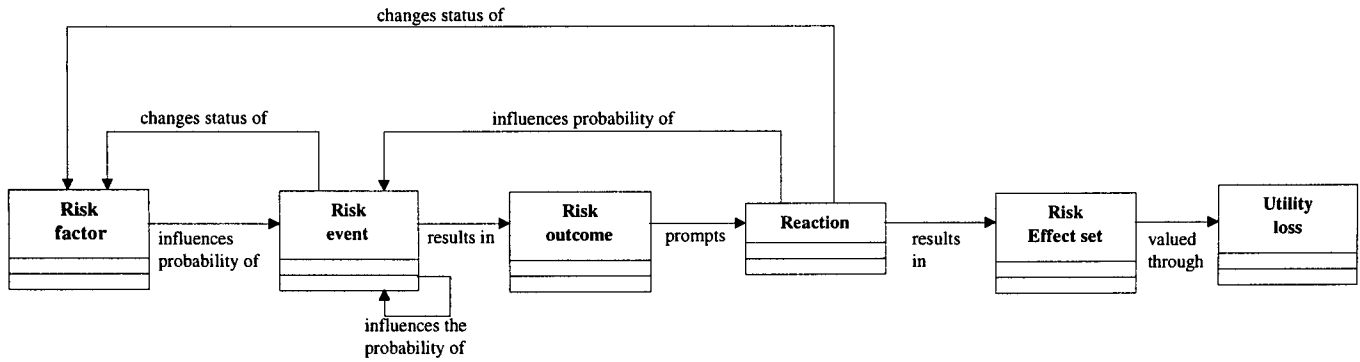 changes status of
changes status of
influences probability of
Risk
factor
influences
probability of
Risk
event
results in
Risk
outcome
prompts
Reaction
results
in
Risk
Effect set
valued
through
Utility
loss
influences the
probability of